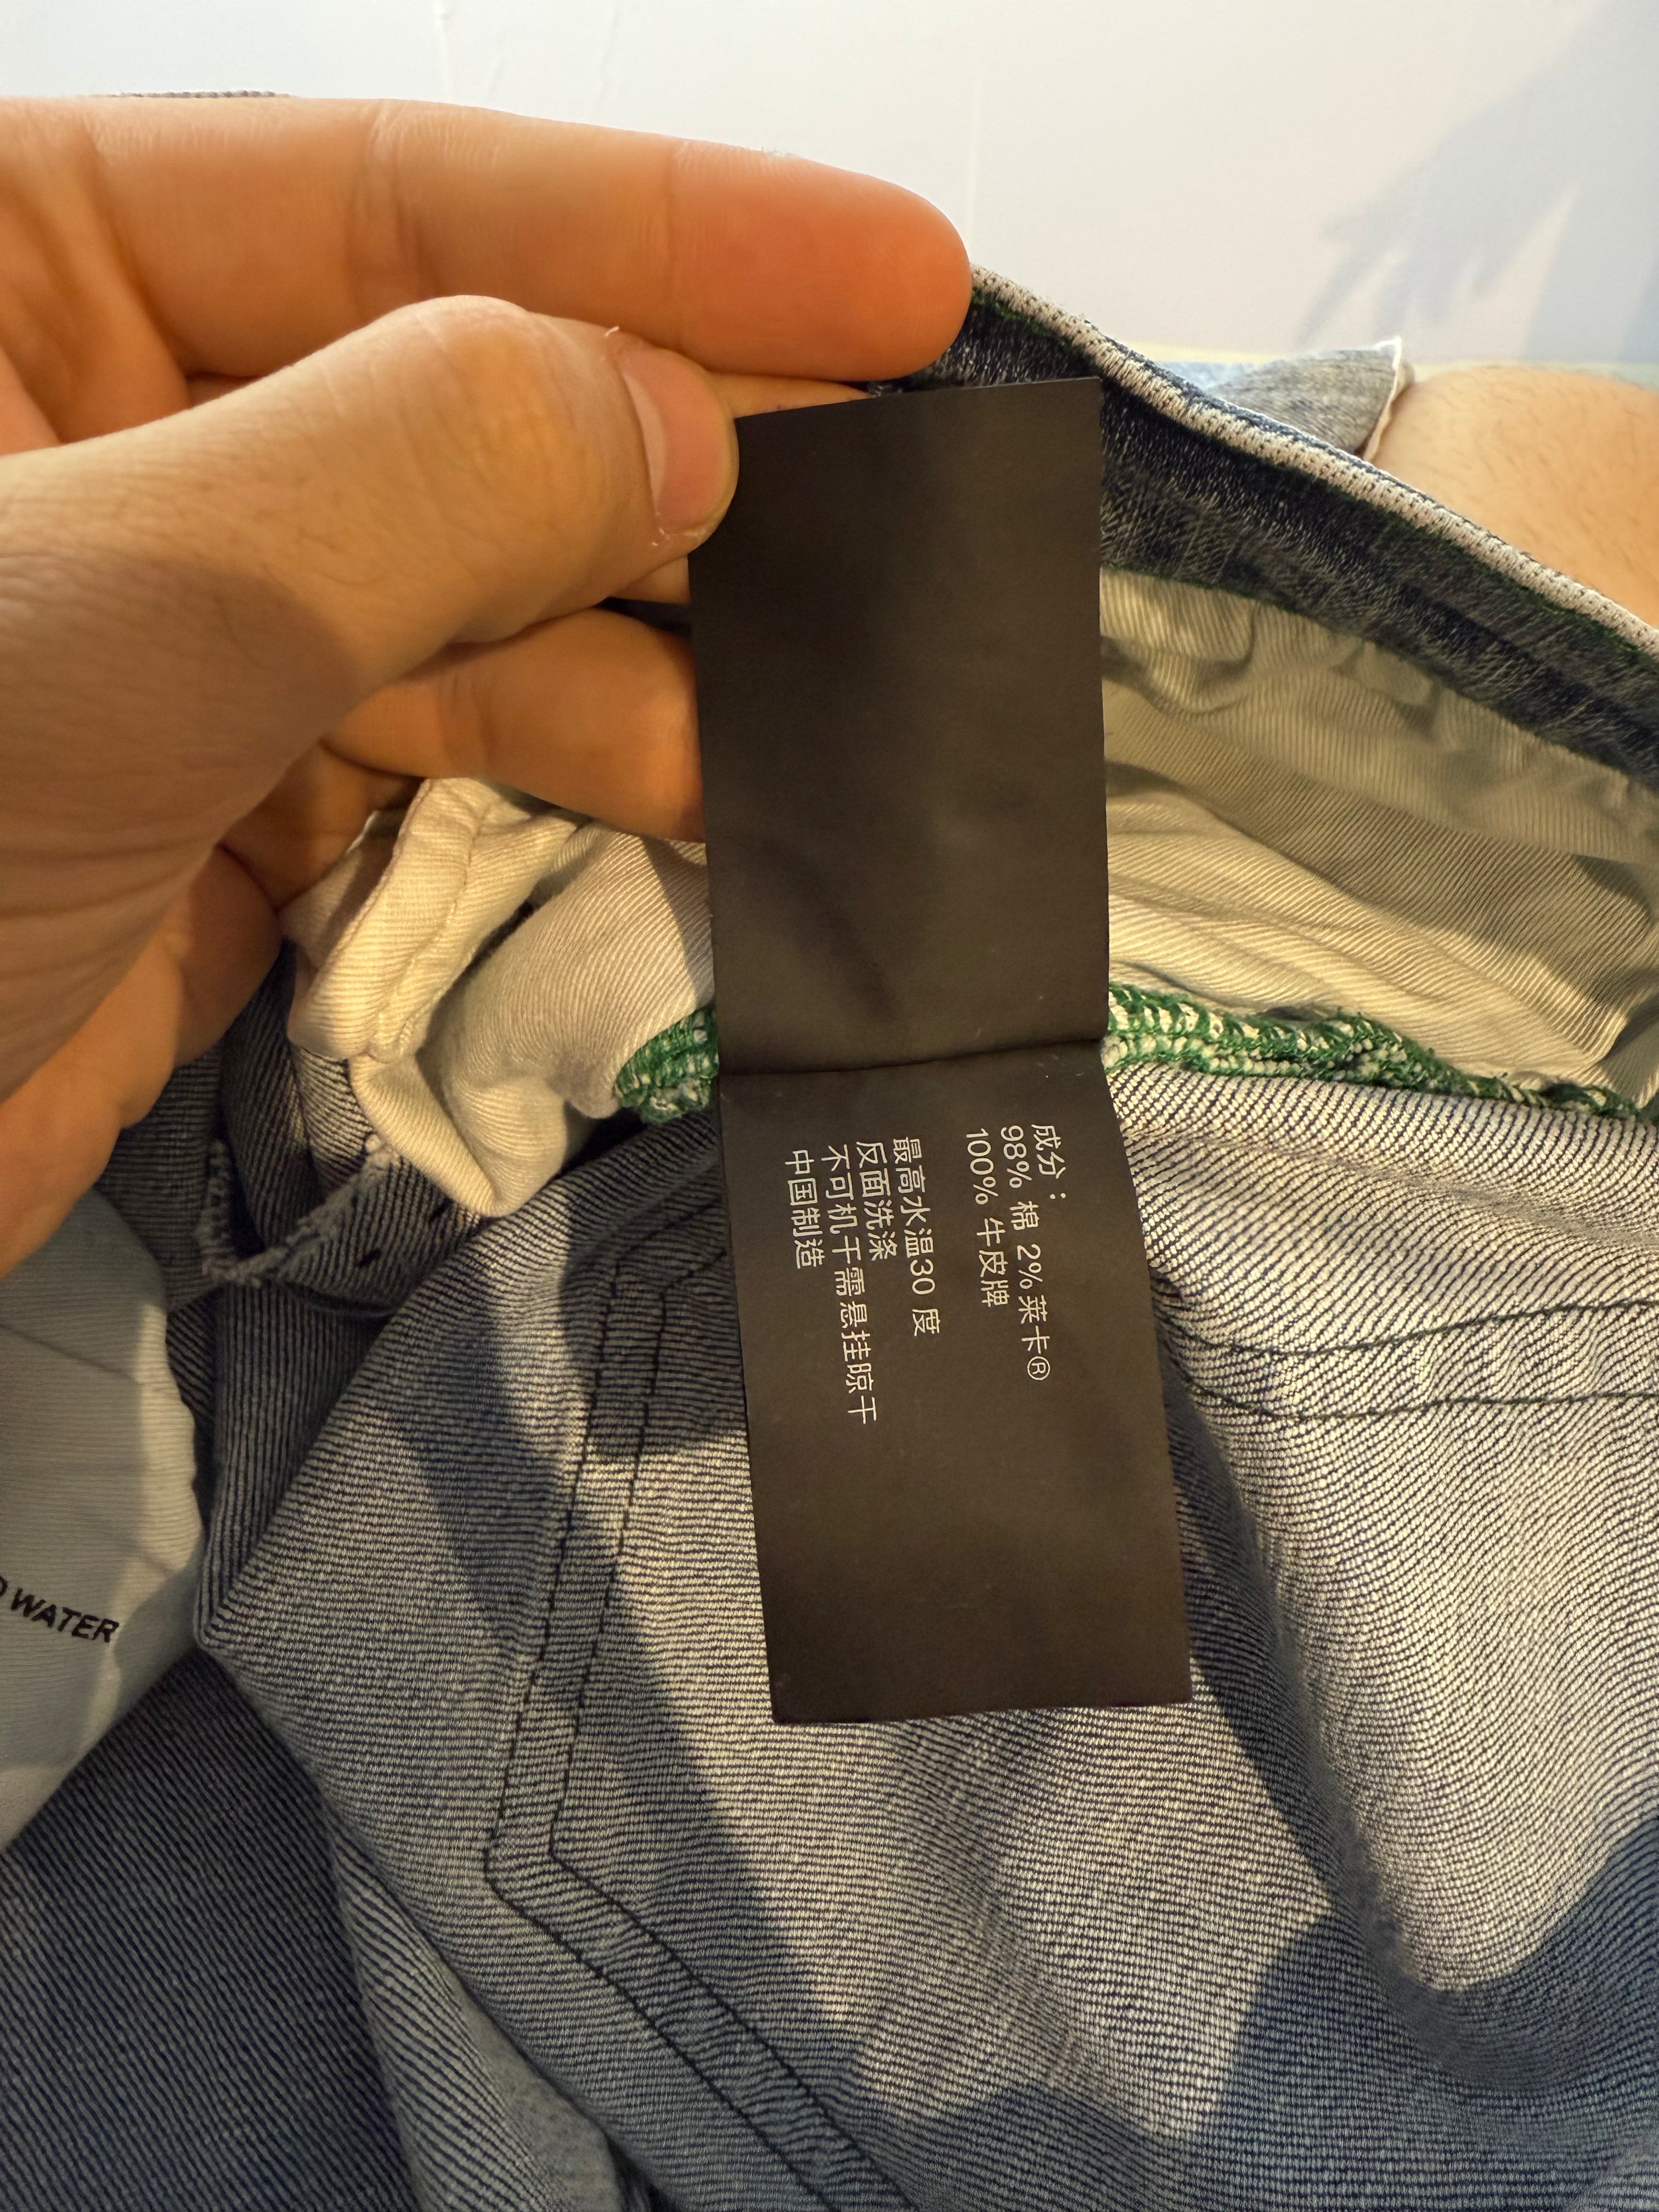 成分：
98% 棉 2% 莱卡®
100% 牛皮牌
最高水温30 度
反面洗涤
不可机干需悬挂晾干
中国制造
WATER